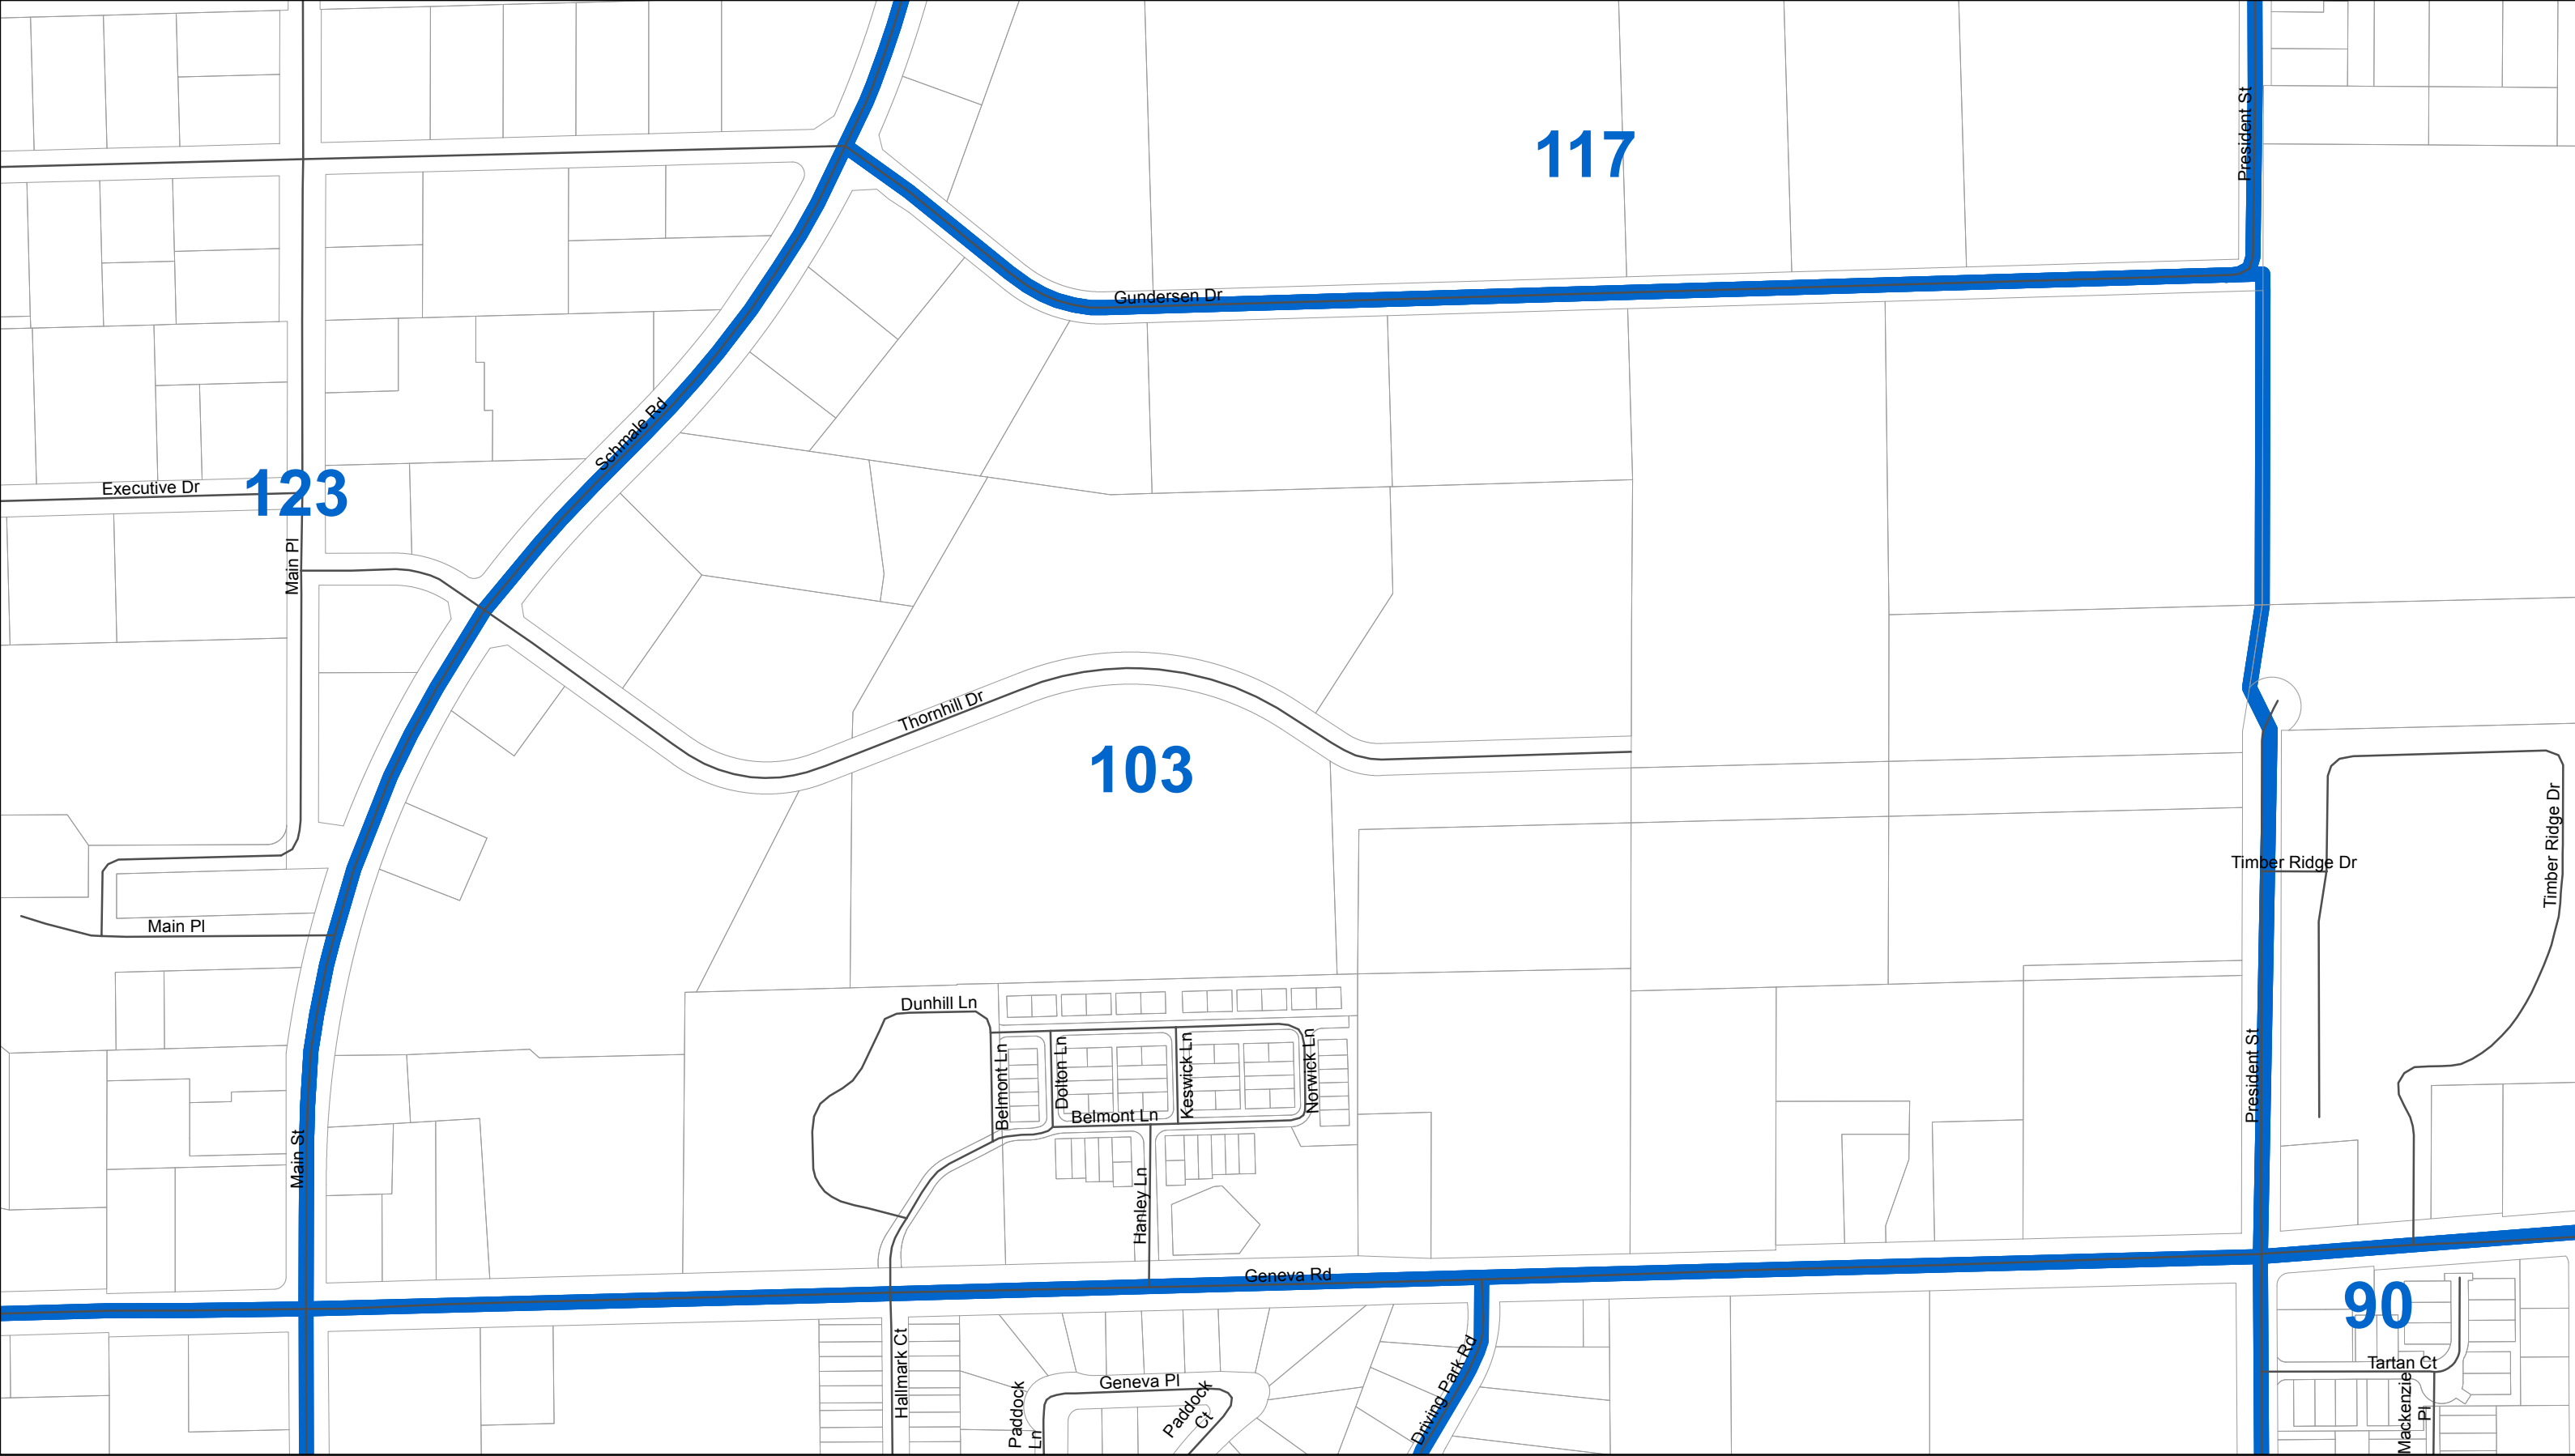 President St
117
Gundersen Dr
Schmale Rd
Executive Dr
123
Main Pl
Thornhill Dr
103
Timber Ridge Dr
Timber Ridge Dr
Main Pl
Dunhill Ln
Belmont Ln
Dolton Ln
Keswick Ln
Norwick Ln
President St
Belmont Ln
Main St
Hanley Ln
Geneva Rd
90
Hallmark Ct
Driving Park Rd
Tartan Ct
Geneva Pl
Paddock
Ln
Paddock
Ct
Mackenzie
Pl